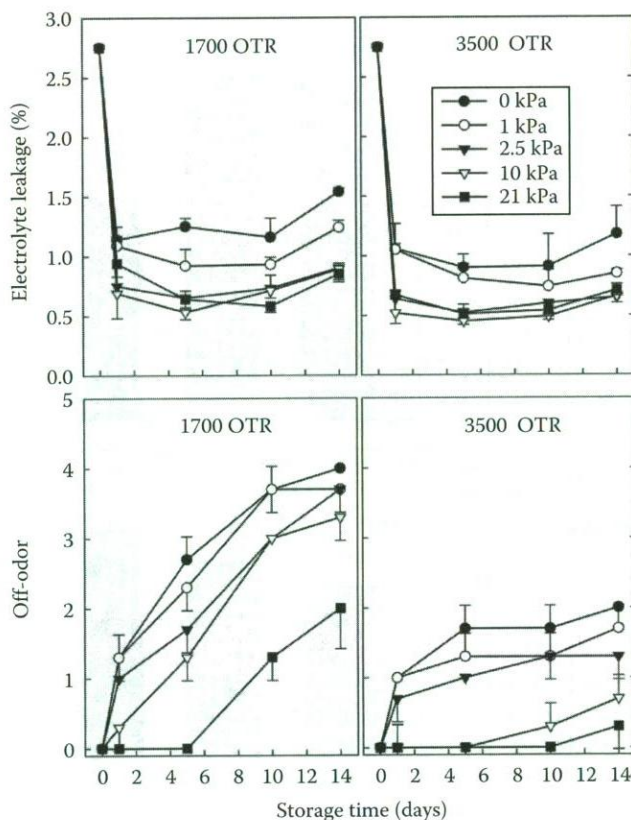 3.0
2.5
2.0
1.5
1.0
0.5
0.0
Electrolyte leakage (%)
1700 OTR
3500 OTR
0 kPa
1 kPa
2.5 kPa
10 kPa
21 kPa
5
4
3
2
1
0
Off-odor
1700 OTR
3500 OTR
0 2 4 6 8 10 12 14
0 2 4 6 8 10 12 14
Storage time (days)